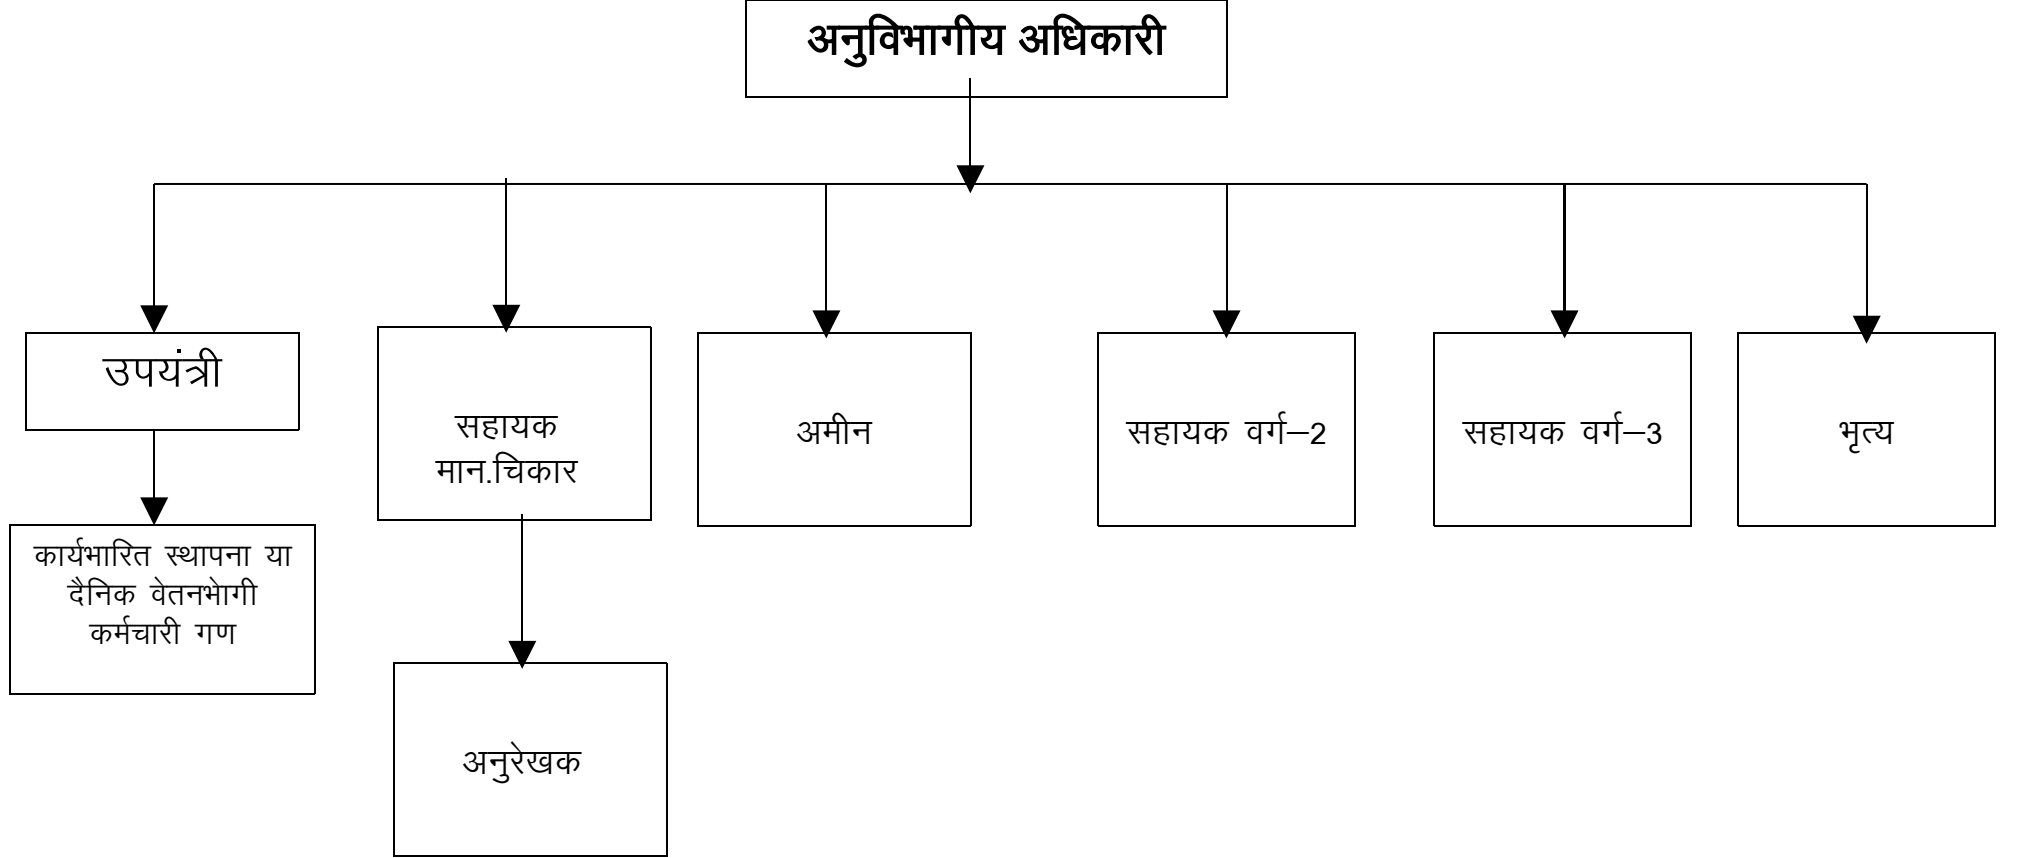 अनुविभागीय अधिकारी
उपयंत्री
सहायक
मान.चिकार
अमीन
सहायक वर्ग–2
सहायक वर्ग–3
भृत्य
कार्यभारित स्थापना या
दैनिक वेतनभेागी
कर्मचारी गण
अनुरेखक